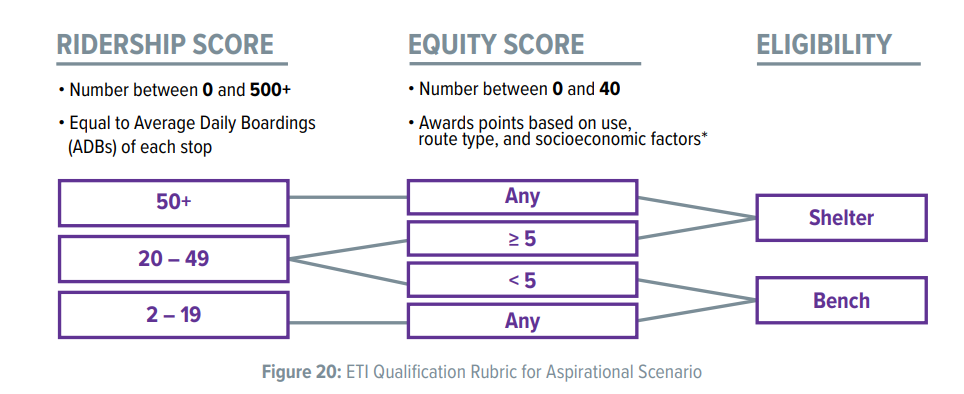 RIDERSHIP SCORE
• Number between 0 and 500+
• Equal to Average Daily Boardings
(ADBs) of each stop
EQUITY SCORE
• Number between 0 and 40
• Awards points based on use,
route type, and socioeconomic factors*
ELIGIBILITY
50+
20 – 49
2 – 19
Any
≥ 5
< 5
Any
Shelter
Bench
Figure 20: ETI Qualification Rubric for Aspirational Scenario